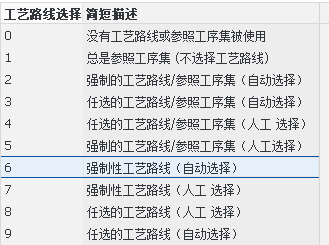 工艺路线选择 简短描述
0 没有工艺路线或参照工序集被使用
1 总是参照工序集 (不选择工艺路线)
2 强制的工艺路线/参照工序集（自动选择）
3 任选的工艺路线/参照工序集（自动选择）
4 任选的工艺路线/参照工序集（人工 选择）
5 强制的工艺路线/参照工序集（人工选择）
6 强制性工艺路线（自动选择）
7 强制性工艺路线（人工 选择）
8 任选的工艺路线（人工 选择）
9 任选的工艺路线（自动选择）